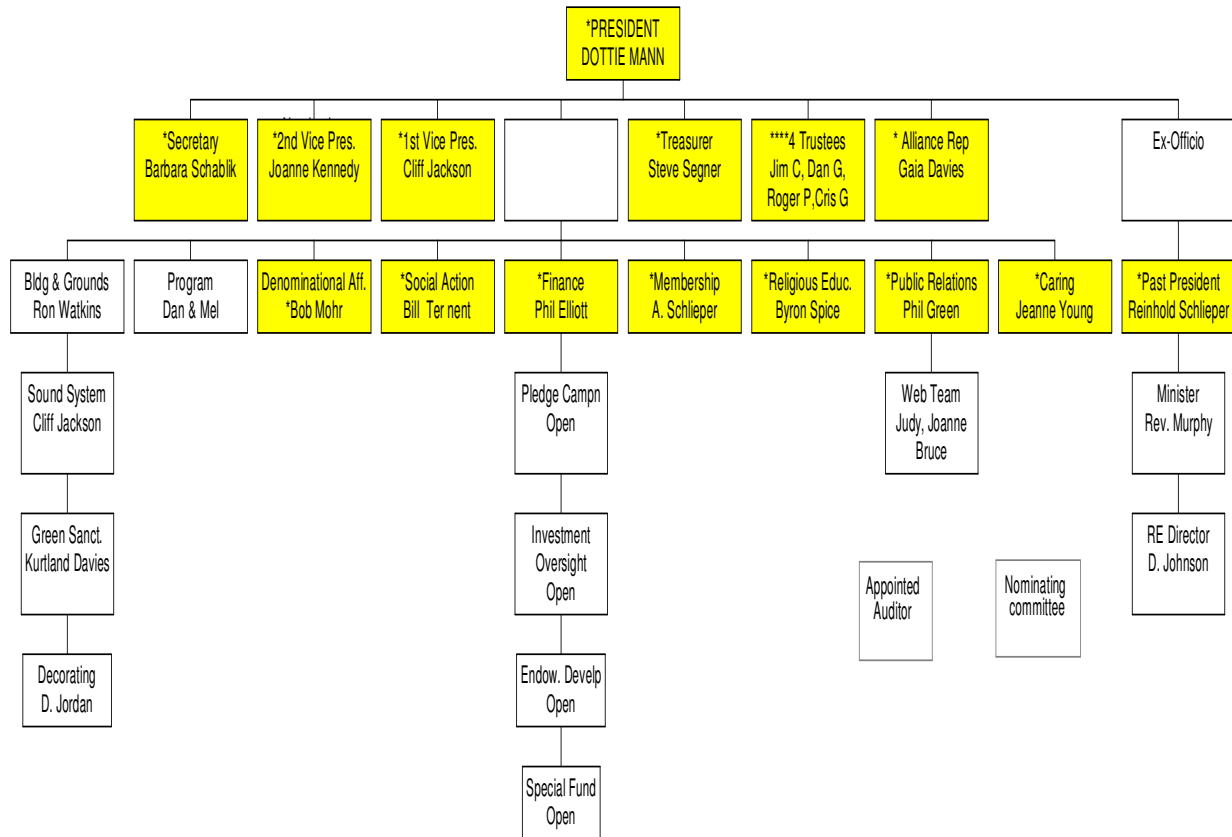 *PRESIDENT
DOTTIE MANN
*Secretary
Barbara Schablik
*2nd Vice Pres.
Joanne Kennedy
*1st Vice Pres.
Cliff Jackson
*Treasurer
Steve Segner
****4 Trustees
Jim C, Dan G,
Roger P,Cris G
* Alliance Rep
Gaia Davies
Ex-Officio
Bldg & Grounds
Ron Watkins
Program
Dan & Mel
Denominational Aff.
*Bob Mohr
*Social Action
Bill Ter nent
*Finance
Phil Elliott
*Membership
A. Schlieper
*Religious Educ.
Byron Spice
*Public Relations
Phil Green
*Caring
Jeanne Young
*Past President
Reinhold Schlieper
Sound System
Cliff Jackson
Pledge Campn
Open
Web Team
Judy, Joanne
Bruce
Minister
Rev. Murphy
Green Sanct.
Kurtland Davies
Investment
Oversight
Open
Appointed
Auditor
Nominating
committee
RE Director
D. Johnson
Decorating
D. Jordan
Endow. Develp
Open
Special Fund
Open